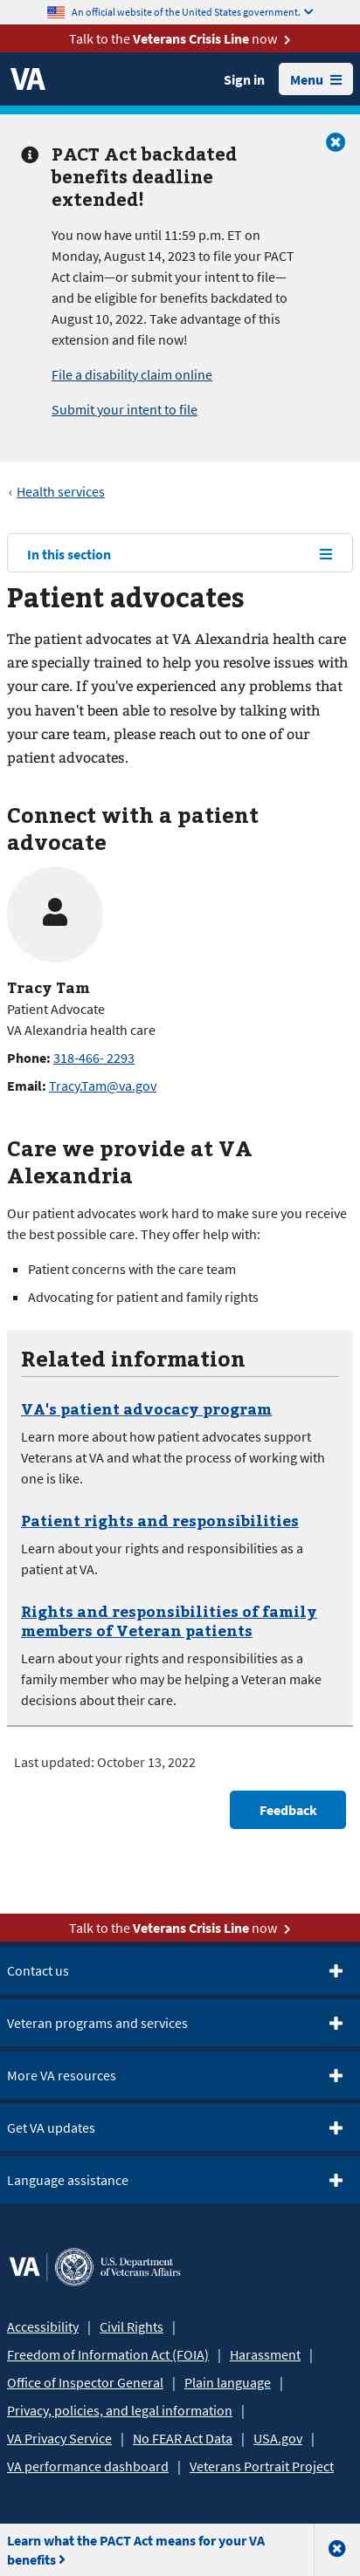 An official website of the United States government.
Talk to the Veterans Crisis Line now
VA
Sign in
Menu
PACT Act backdated
benefits deadline
extended!
You now have until 11:59 p.m. ET on
Monday, August 14, 2023 to file your PACT
Act claim—or submit your intent to file—
and be eligible for benefits backdated to
August 10, 2022. Take advantage of this
extension and file now!
File a disability claim online
Submit your intent to file
‹ Health services
In this section
Patient advocates
The patient advocates at VA Alexandria health care
are specially trained to help you resolve issues with
your care. If you've experienced any problems that
you haven't been able to resolve by talking with
your care team, please reach out to one of our
patient advocates.
Connect with a patient
advocate
Tracy Tam
Patient Advocate
VA Alexandria health care
Phone: 318-466- 2293
Email: Tracy.Tam@va.gov
Care we provide at VA
Alexandria
Our patient advocates work hard to make sure you receive
the best possible care. They offer help with:
Patient concerns with the care team
Advocating for patient and family rights
Related information
VA's patient advocacy program
Learn more about how patient advocates support
Veterans at VA and what the process of working with
one is like.
Patient rights and responsibilities
Learn about your rights and responsibilities as a
patient at VA.
Rights and responsibilities of family
members of Veteran patients
Learn about your rights and responsibilities as a
family member who may be helping a Veteran make
decisions about their care.
Last updated: October 13, 2022
Feedback
Talk to the Veterans Crisis Line now
Contact us
Veteran programs and services
More VA resources
Get VA updates
Language assistance
VA
U.S. Department
of Veterans Affairs
Accessibility | Civil Rights |
Freedom of Information Act (FOIA) | Harassment |
Office of Inspector General | Plain language |
Privacy, policies, and legal information |
VA Privacy Service | No FEAR Act Data | USA.gov |
VA performance dashboard | Veterans Portrait Project
Learn what the PACT Act means for your VA
benefits